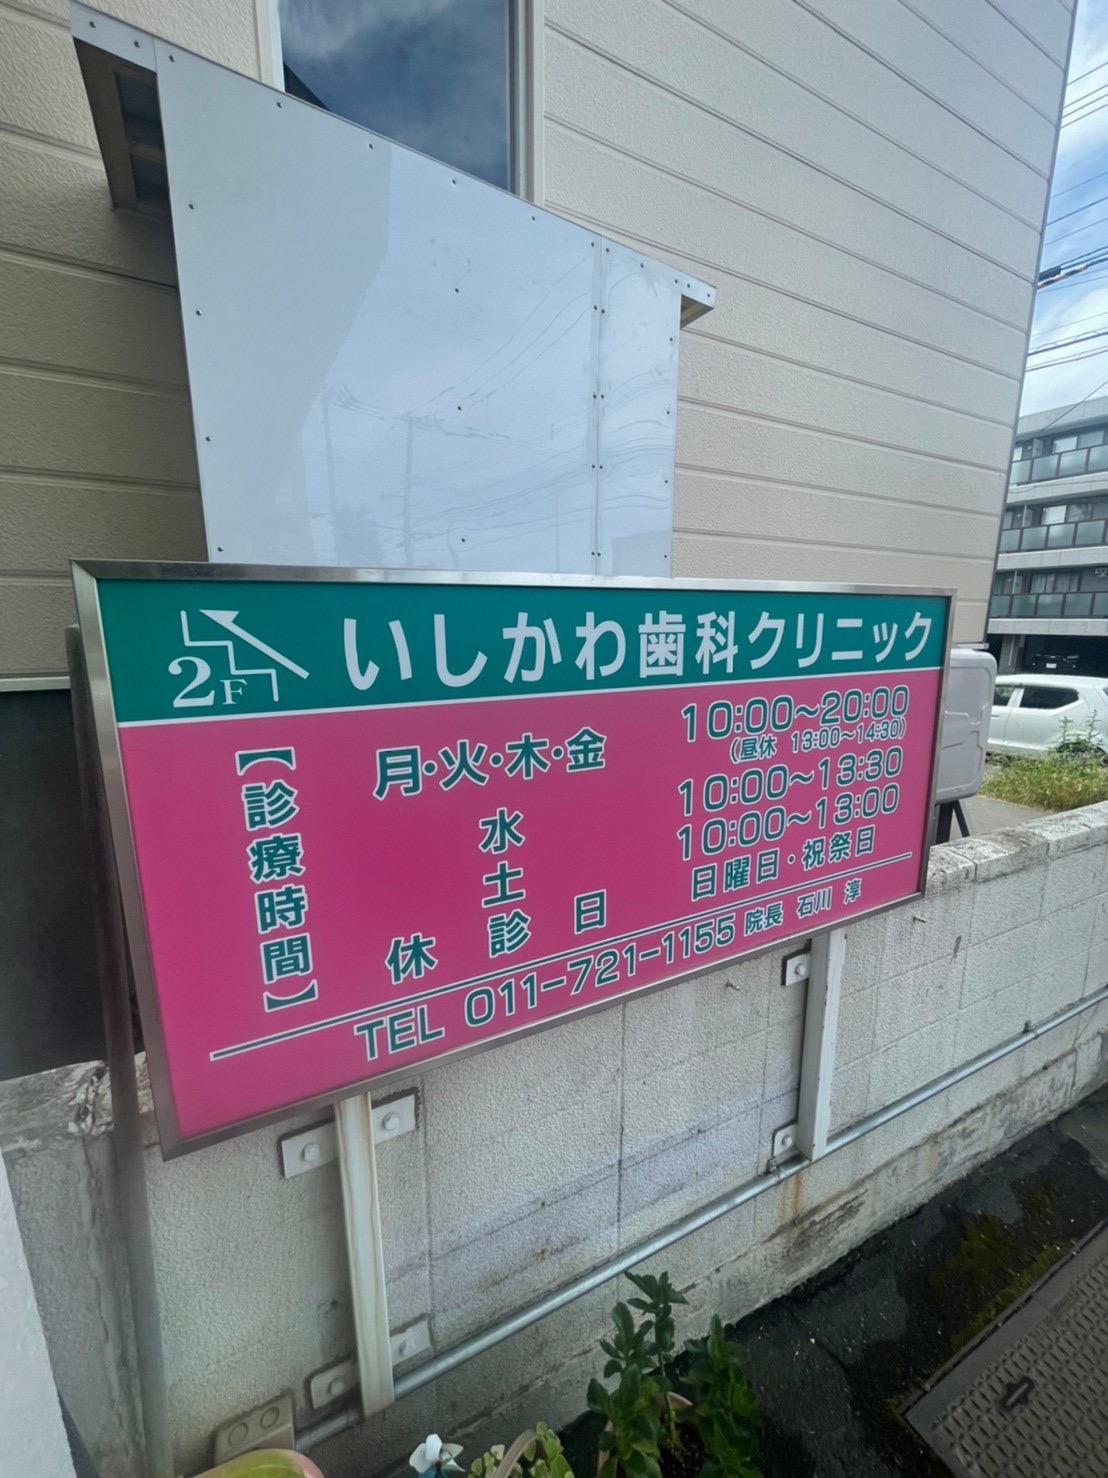 2F いしかわ歯科クリニック
【診療時間】
月・火・木・金 10:00〜20:00
(昼休 13:00〜14:30)
水 10:00〜13:30
土 10:00〜13:00
休診日 日曜日・祝祭日
TEL 011-721-1155 院長 石川 淳